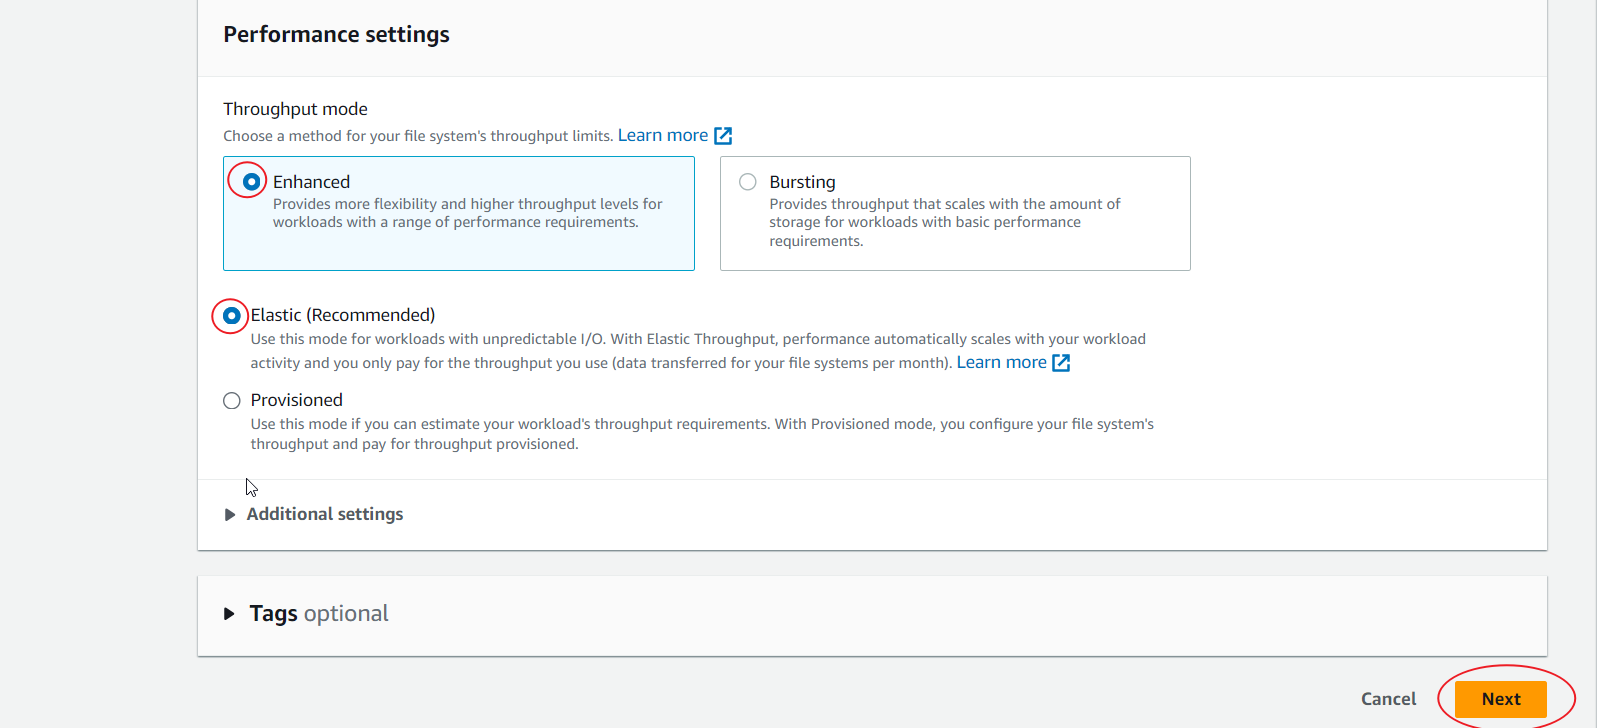 Performance settings
Throughput mode
Choose a method for your file system's throughput limits. Learn more
Enhanced
Provides more flexibility and higher throughput levels for
workloads with a range of performance requirements.
Bursting
Provides throughput that scales with the amount of
storage for workloads with basic performance
requirements.
Elastic (Recommended)
Use this mode for workloads with unpredictable I/O. With Elastic Throughput, performance automatically scales with your workload
activity and you only pay for the throughput you use (data transferred for your file systems per month). Learn more
Provisioned
Use this mode if you can estimate your workload's throughput requirements. With Provisioned mode, you configure your file system's
throughput and pay for throughput provisioned.
Additional settings
Tags optional
Cancel Next